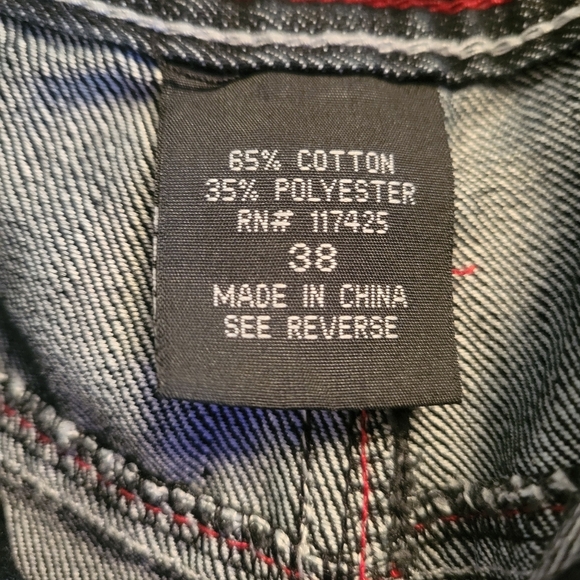 65% COTTON
35% POLYESTER
RN# 117425
38
MADE IN CHINA
SEE REVERSE